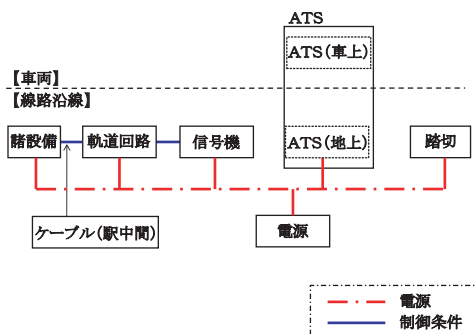 ATS
ATS(車上)
【車両】
【線路沿線】
諸設備
軌道回路
信号機
ATS(地上)
踏切
ケーブル(駅中間)
電源
電源
制御条件